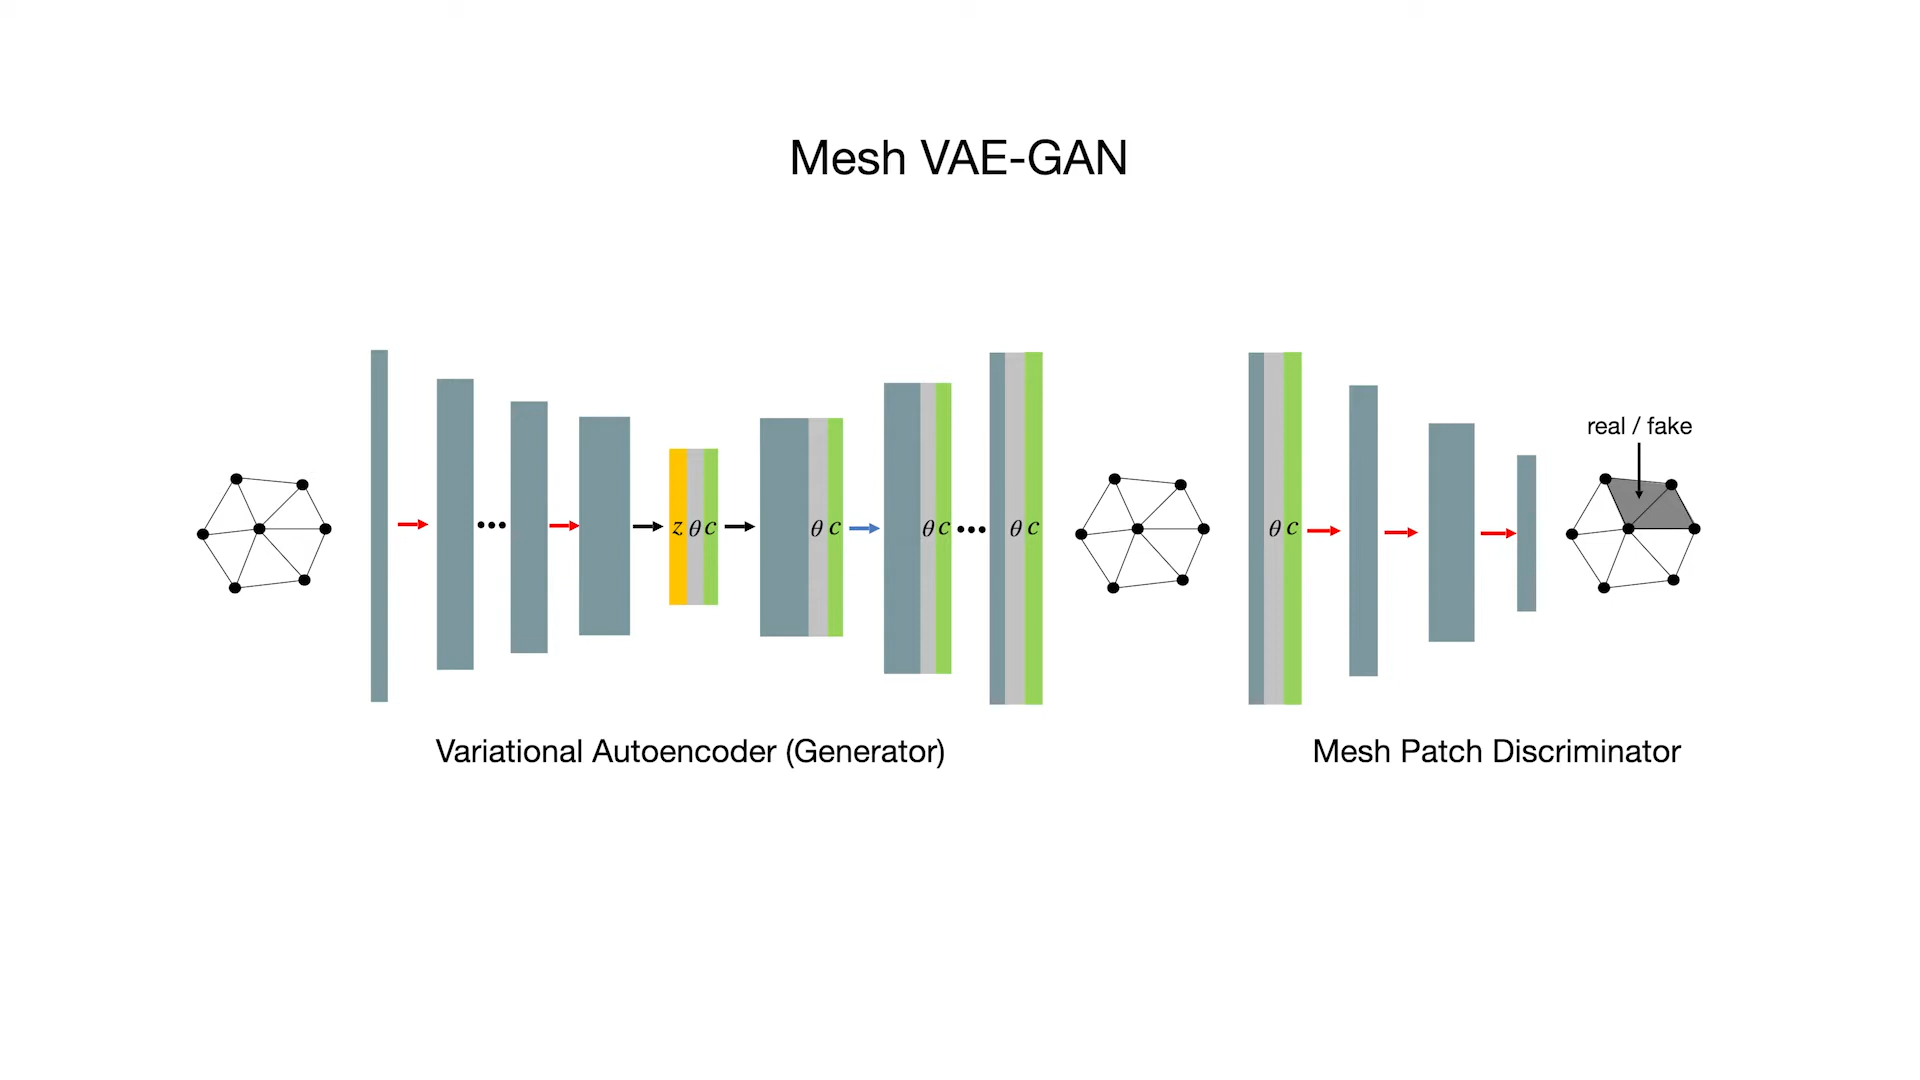 Mesh VAE-GAN
real / fake
z θ c θ c θ c θ c θ c
Variational Autoencoder (Generator)
Mesh Patch Discriminator